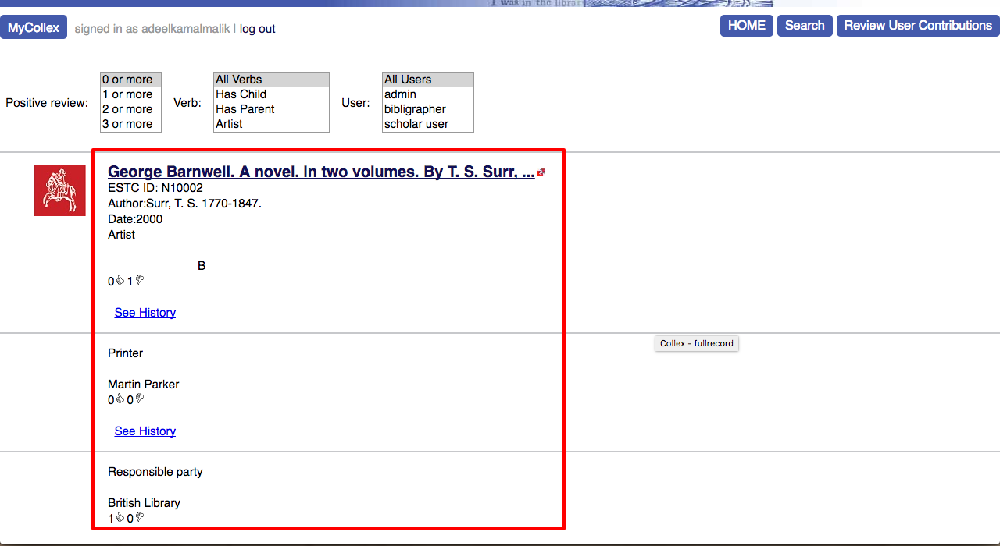 I was in the library
MyCollex signed in as adeelkamalmalik | log out HOME Search Review User Contributions
Positive review:
0 or more
1 or more
2 or more
3 or more
Verb:
All Verbs
Has Child
Has Parent
Artist
User:
All Users
admin
bibligrapher
scholar user
George Barnwell. A novel. In two volumes. By T. S. Surr, ...
ESTC ID: N10002
Author:Surr, T. S. 1770-1847.
Date:2000
Artist
B
0 1
See History
Collex - fullrecord
Printer
Martin Parker
0 0
See History
Responsible party
British Library
1 0